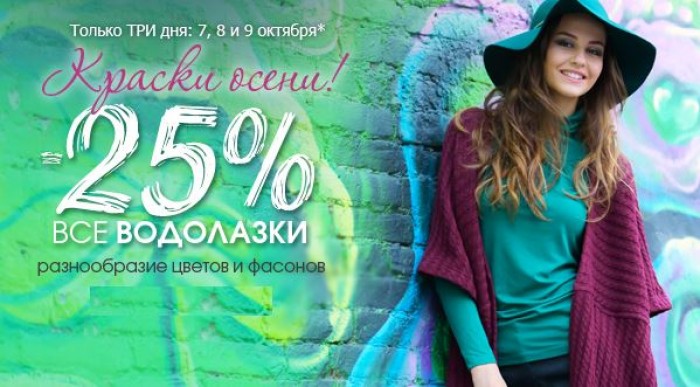 Только ТРИ дня: 7, 8 и 9 октября*
Краски осени!
-25%
ВСЕ ВОДОЛАЗКИ
разнообразие цветов и фасонов